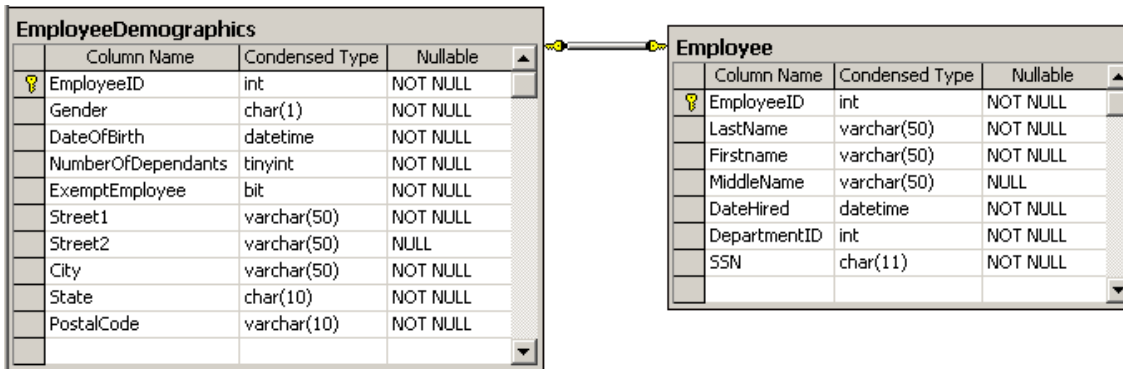 EmployeeDemographics
Column Name Condensed Type Nullable
EmployeeID int NOT NULL
Gender char(1) NOT NULL
DateOfBirth datetime NOT NULL
NumberOfDependants tinyint NOT NULL
ExemptEmployee bit NOT NULL
Street1 varchar(50) NOT NULL
Street2 varchar(50) NULL
City varchar(50) NOT NULL
State char(10) NOT NULL
PostalCode varchar(10) NOT NULL
Employee
Column Name Condensed Type Nullable
EmployeeID int NOT NULL
LastName varchar(50) NOT NULL
Firstname varchar(50) NOT NULL
MiddleName varchar(50) NULL
DateHired datetime NOT NULL
DepartmentID int NOT NULL
SSN char(11) NOT NULL